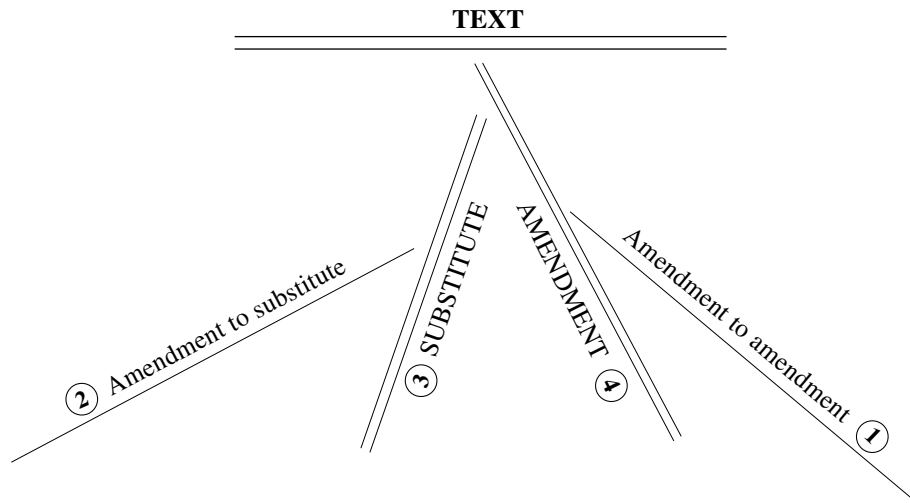 TEXT
② Amendment to substitute
③ SUBSTITUTE
AMENDMENT ④
Amendment to amendment ①